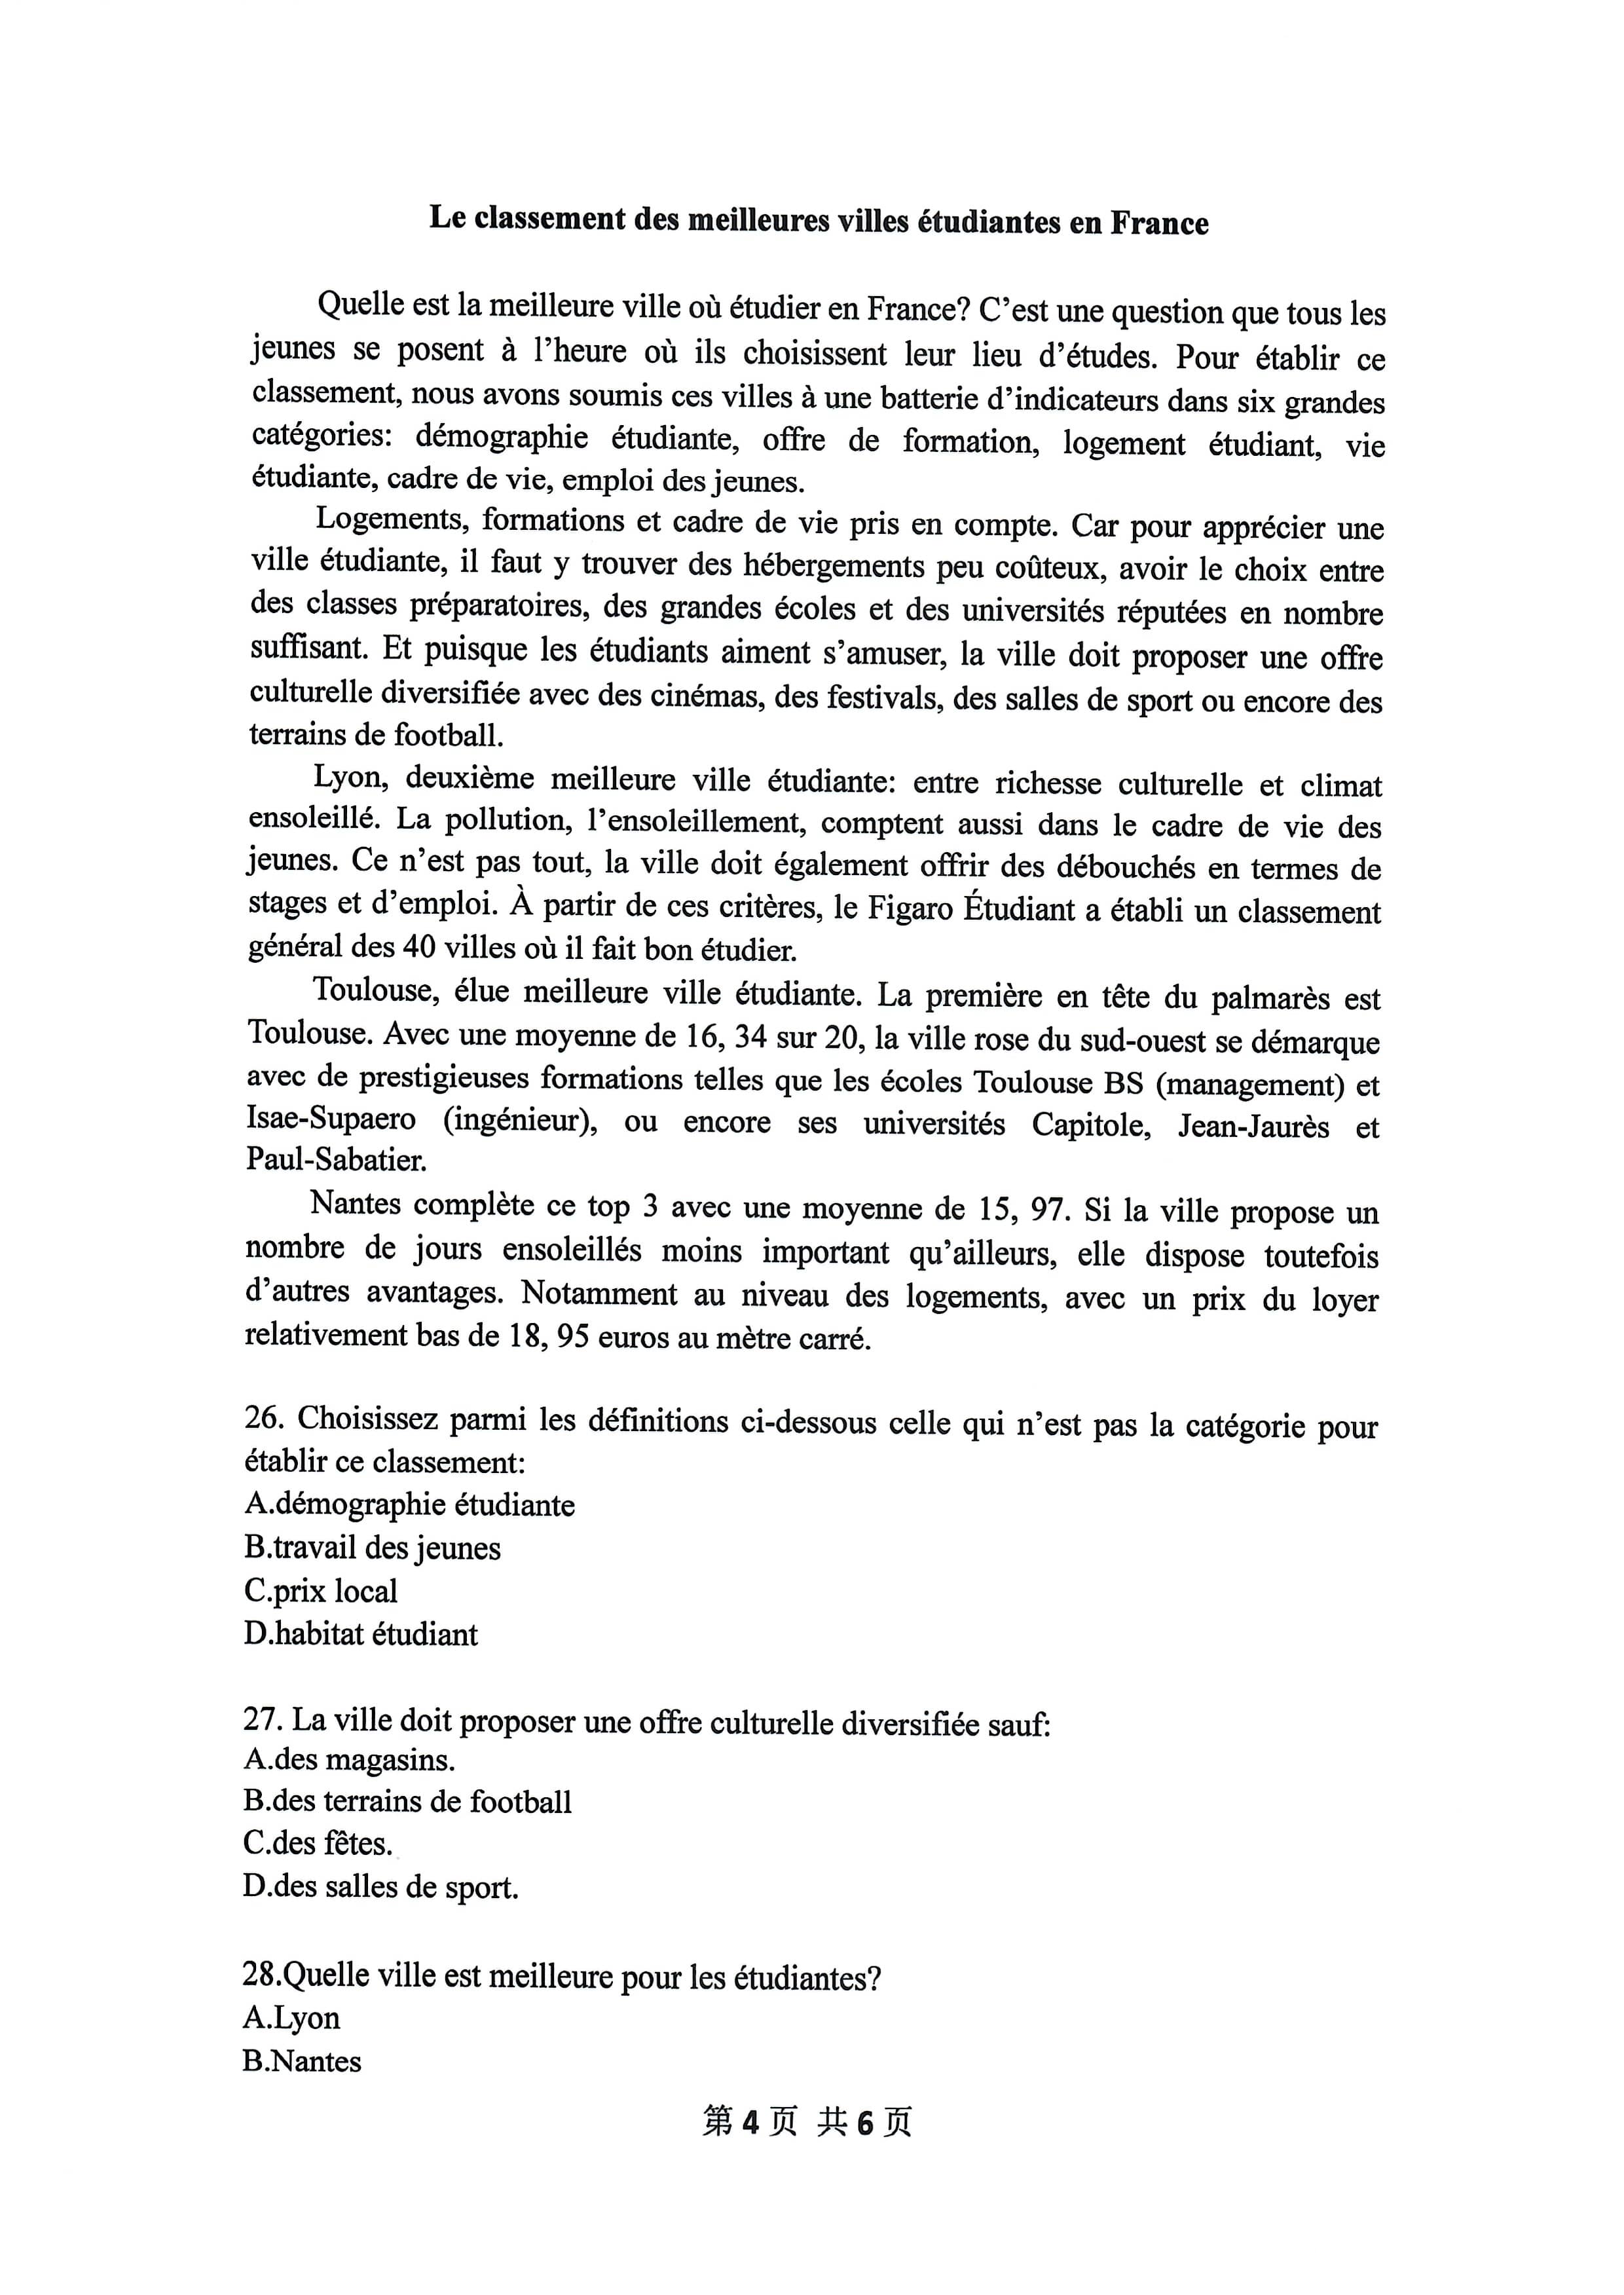 Le classement des meilleures villes étudiantes en France
Quelle est la meilleure ville où étudier en France? C’est une question que tous les
jeunes se posent à l’heure où ils choisissent leur lieu d’études. Pour établir ce
classement, nous avons soumis ces villes à une batterie d’indicateurs dans six grandes
catégories: démographie étudiante, offre de formation, logement étudiant, vie
étudiante, cadre de vie, emploi des jeunes.
Logements, formations et cadre de vie pris en compte. Car pour apprécier une
ville étudiante, il faut y trouver des hébergements peu coûteux, avoir le choix entre
des classes préparatoires, des grandes écoles et des universités réputées en nombre
suffisant. Et puisque les étudiants aiment s’amuser, la ville doit proposer une offre
culturelle diversifiée avec des cinémas, des festivals, des salles de sport ou encore des
terrains de football.
Lyon, deuxième meilleure ville étudiante: entre richesse culturelle et climat
ensoleillé. La pollution, l’ensoleillement, comptent aussi dans le cadre de vie des
jeunes. Ce n’est pas tout, la ville doit également offrir des débouchés en termes de
stages et d’emploi. À partir de ces critères, le Figaro Étudiant a établi un classement
général des 40 villes où il fait bon étudier.
Toulouse, élue meilleure ville étudiante. La première en tête du palmarès est
Toulouse. Avec une moyenne de 16, 34 sur 20, la ville rose du sud-ouest se démarque
avec de prestigieuses formations telles que les écoles Toulouse BS (management) et
Isae-Supaero (ingénieur), ou encore ses universités Capitole, Jean-Jaurès et
Paul-Sabatier.
Nantes complète ce top 3 avec une moyenne de 15, 97. Si la ville propose un
nombre de jours ensoleillés moins important qu’ailleurs, elle dispose toutefois
d’autres avantages. Notamment au niveau des logements, avec un prix du loyer
relativement bas de 18, 95 euros au mètre carré.
26. Choisissez parmi les définitions ci-dessous celle qui n’est pas la catégorie pour
établir ce classement:
A.démographie étudiante
B.travail des jeunes
C.prix local
D.habitat étudiant
27. La ville doit proposer une offre culturelle diversifiée sauf:
A.des magasins.
B.des terrains de football
C.des fêtes.
D.des salles de sport.
28.Quelle ville est meilleure pour les étudiantes?
A.Lyon
B.Nantes
第 4 页 共 6 页